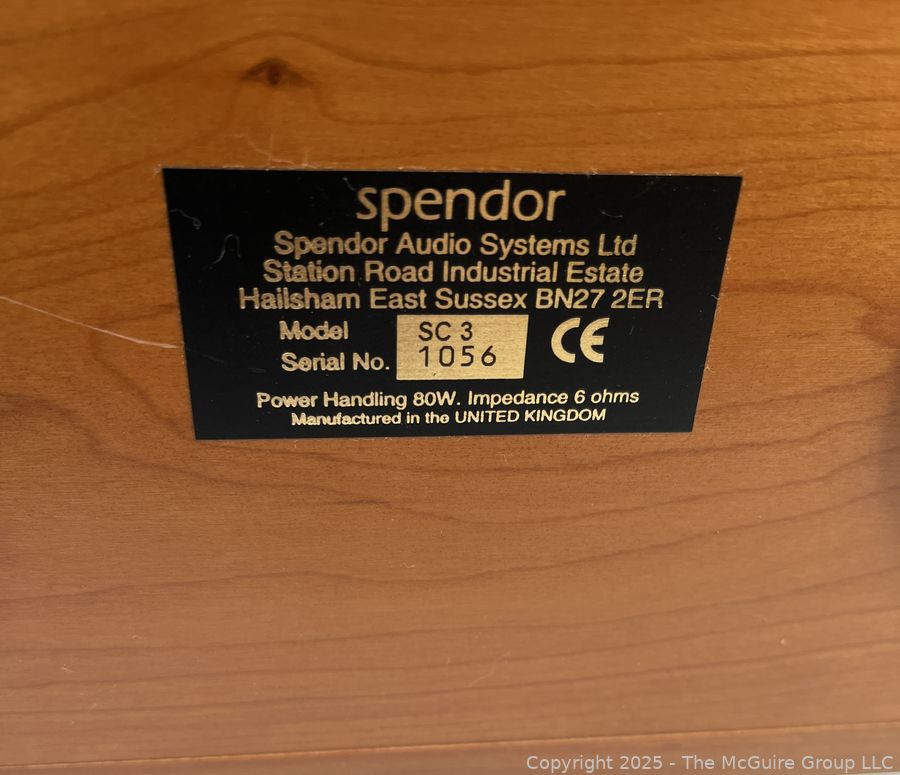 spendor
Spendor Audio Systems Ltd
Station Road Industrial Estate
Hailsham East Sussex BN27 2ER
Model SC 3
Serial No. 1056
CE
Power Handling 80W. Impedance 6 ohms
Manufactured in the UNITED KINGDOM
Copyright 2025 - The McGuire Group LLC